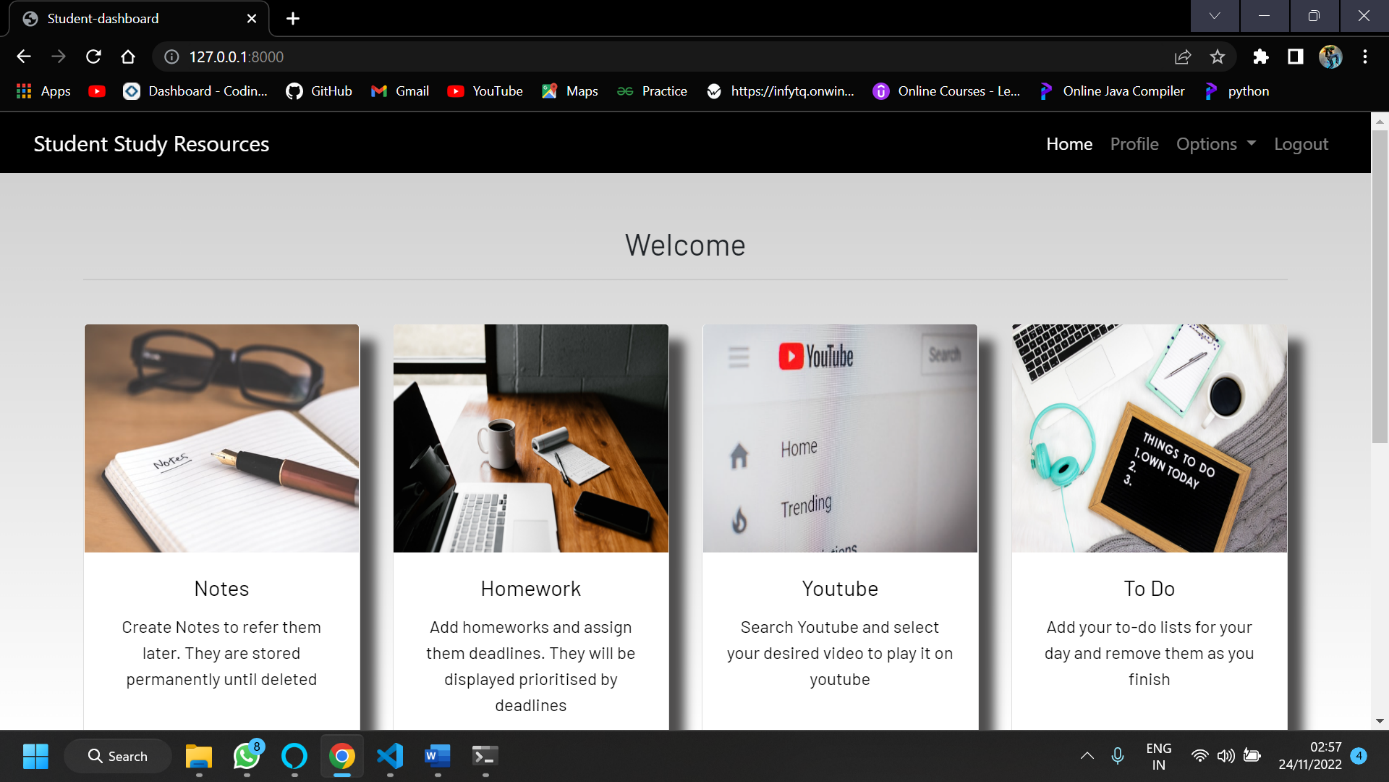 Student-dashboard
127.0.0.1:8000
Apps
Dashboard - Codin...
GitHub
Gmail
YouTube
Maps
Practice
https://infytq.onwin...
Online Courses - Le...
Online Java Compiler
python
Student Study Resources
Home
Profile
Options
Logout
Welcome
Notes
YouTube
Search
Home
Trending
THINGS TO DO
1.OWN TODAY
2.
3.
Notes
Create Notes to refer them
later. They are stored
permanently until deleted
Homework
Add homeworks and assign
them deadlines. They will be
displayed prioritised by
deadlines
Youtube
Search Youtube and select
your desired video to play it on
youtube
To Do
Add your to-do lists for your
day and remove them as you
finish
Search
8
ENG
IN
02:57
24/11/2022
4